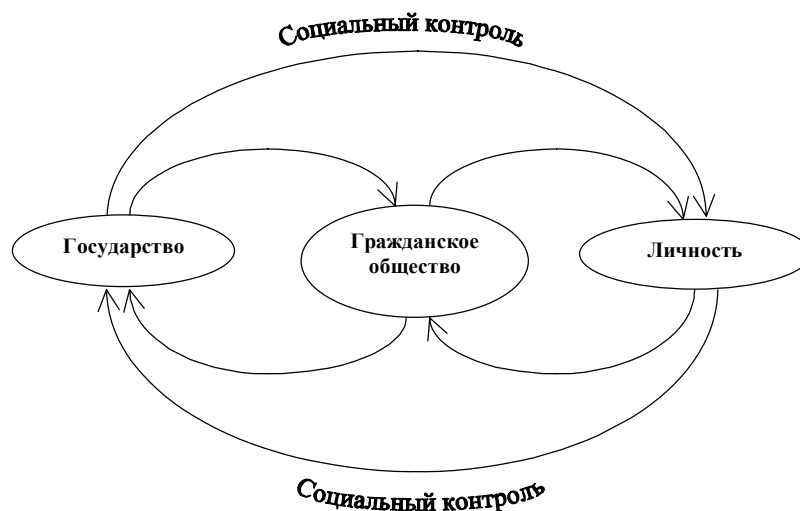 Социальный контроль
Государство
Гражданское
общество
Личность
Социальный контроль